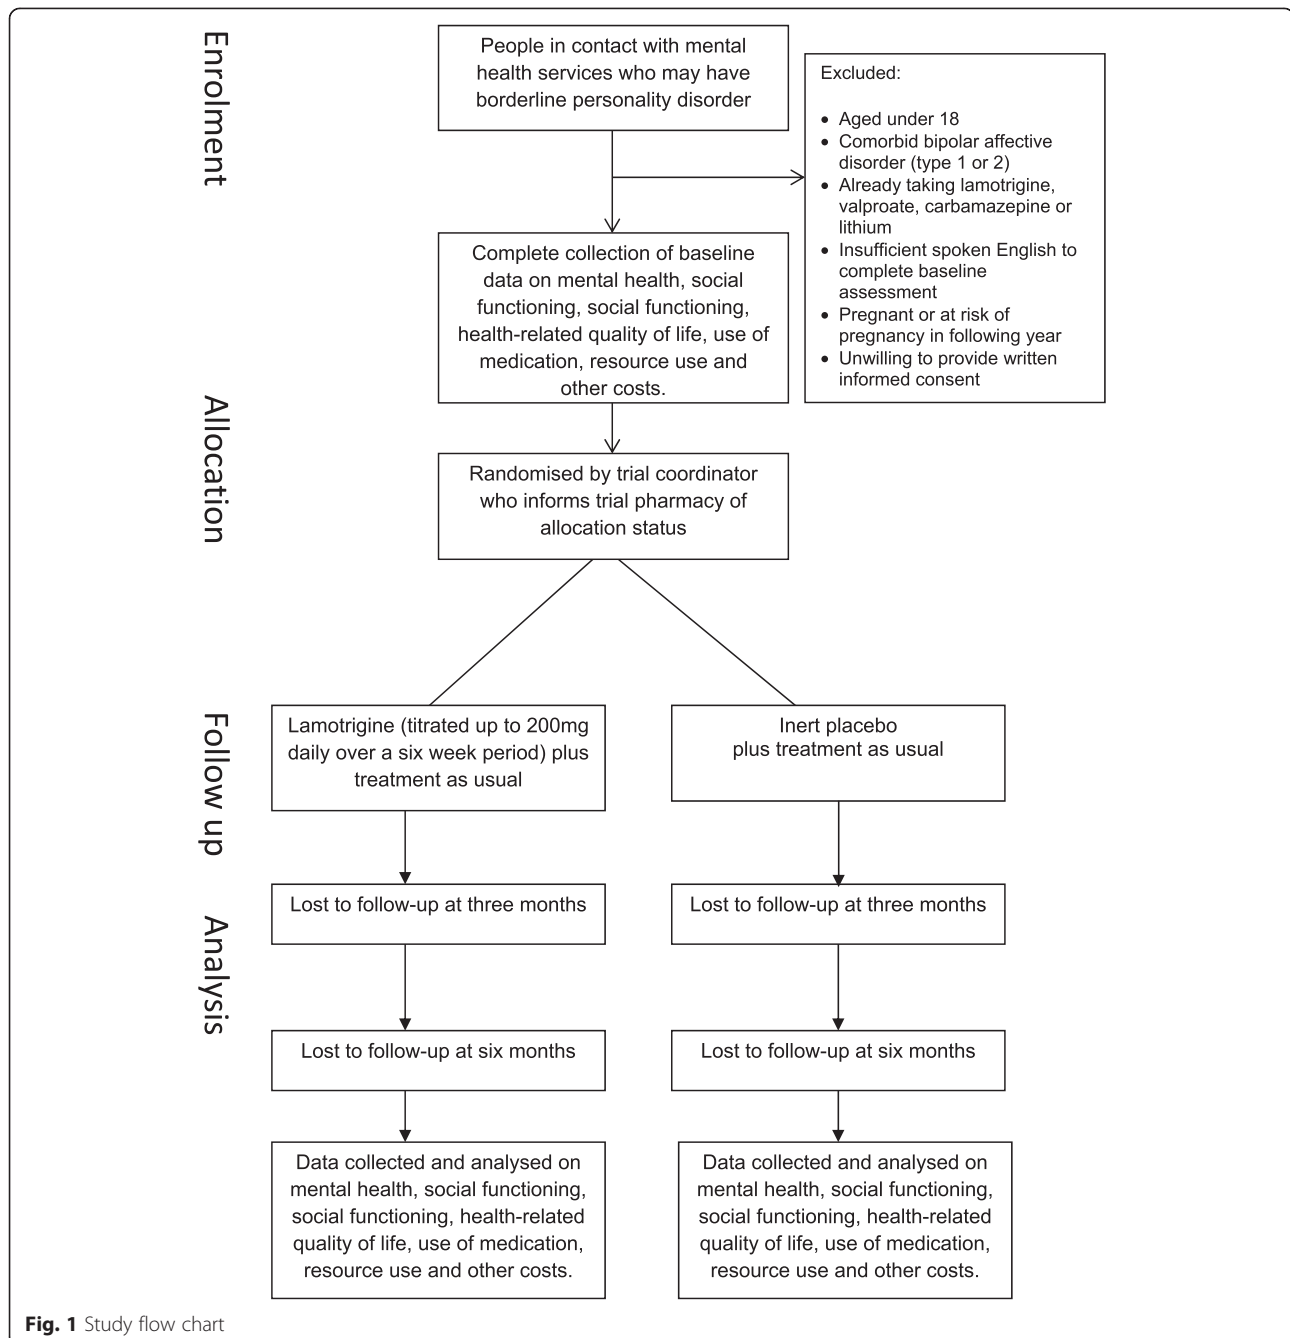 Enrolment
People in contact with mental
health services who may have
borderline personality disorder
Excluded:
• Aged under 18
• Comorbid bipolar affective
disorder (type 1 or 2)
• Already taking lamotrigine,
valproate, carbamazepine or
lithium
• Insufficient spoken English to
complete baseline
assessment
• Pregnant or at risk of
pregnancy in following year
• Unwilling to provide written
informed consent
Complete collection of baseline
data on mental health, social
functioning, social functioning,
health-related quality of life, use of
medication, resource use and
other costs.
Allocation
Randomised by trial coordinator
who informs trial pharmacy of
allocation status
Follow up
Lamotrigine (titrated up to 200mg
daily over a six week period) plus
treatment as usual
Inert placebo
plus treatment as usual
Lost to follow-up at three months
Lost to follow-up at three months
Analysis
Lost to follow-up at six months
Lost to follow-up at six months
Data collected and analysed on
mental health, social functioning,
social functioning, health-related
quality of life, use of medication,
resource use and other costs.
Data collected and analysed on
mental health, social functioning,
social functioning, health-related
quality of life, use of medication,
resource use and other costs.
Fig. 1 Study flow chart